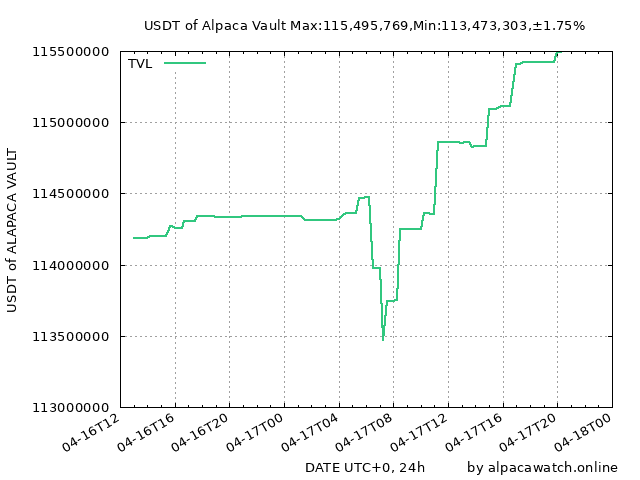 USDT of Alpaca Vault Max:115,495,769,Min:113,473,303,±1.75%
115500000
TVL
115000000
114500000
114000000
113500000
113000000
USDT of ALAPACA VAULT
04-16T12
04-16T16
04-16T20
04-17T00
04-17T04
04-17T08
04-17T12
04-17T16
04-17T20
04-18T00
DATE UTC+0, 24h
by alpacawatch.online